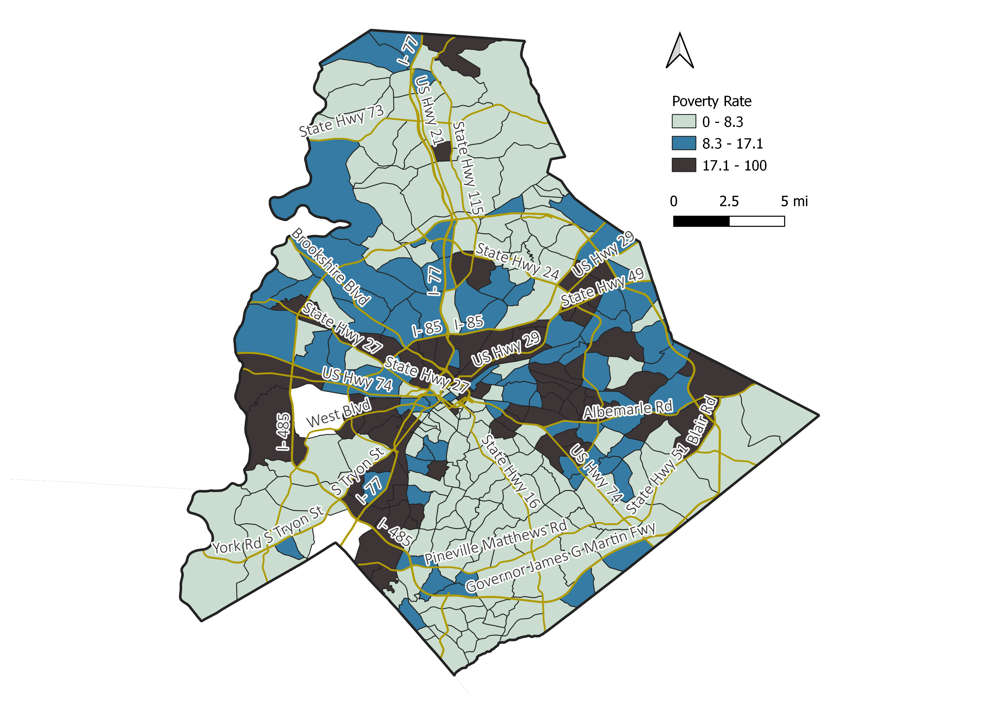 I- 77
US Hwy 21
Poverty Rate
0 - 8.3
8.3 - 17.1
17.1 - 100
State Hwy 73
State Hwy 115
0 2.5 5 mi
Brookshire Blvd
US Hwy 29
State Hwy 24
I- 77
State Hwy 49
State Hwy 27
I- 85
I- 85
US Hwy 29
State Hwy 27
US Hwy 74
West Blvd
Albemarle Rd
Blair Rd
I- 485
State Hwy 16
US Hwy 74
State Hwy 51
S Tryon St
I- 77
York Rd
S Tryon St
I- 485
Pineville Matthews Rd
Governor James G Martin Fwy